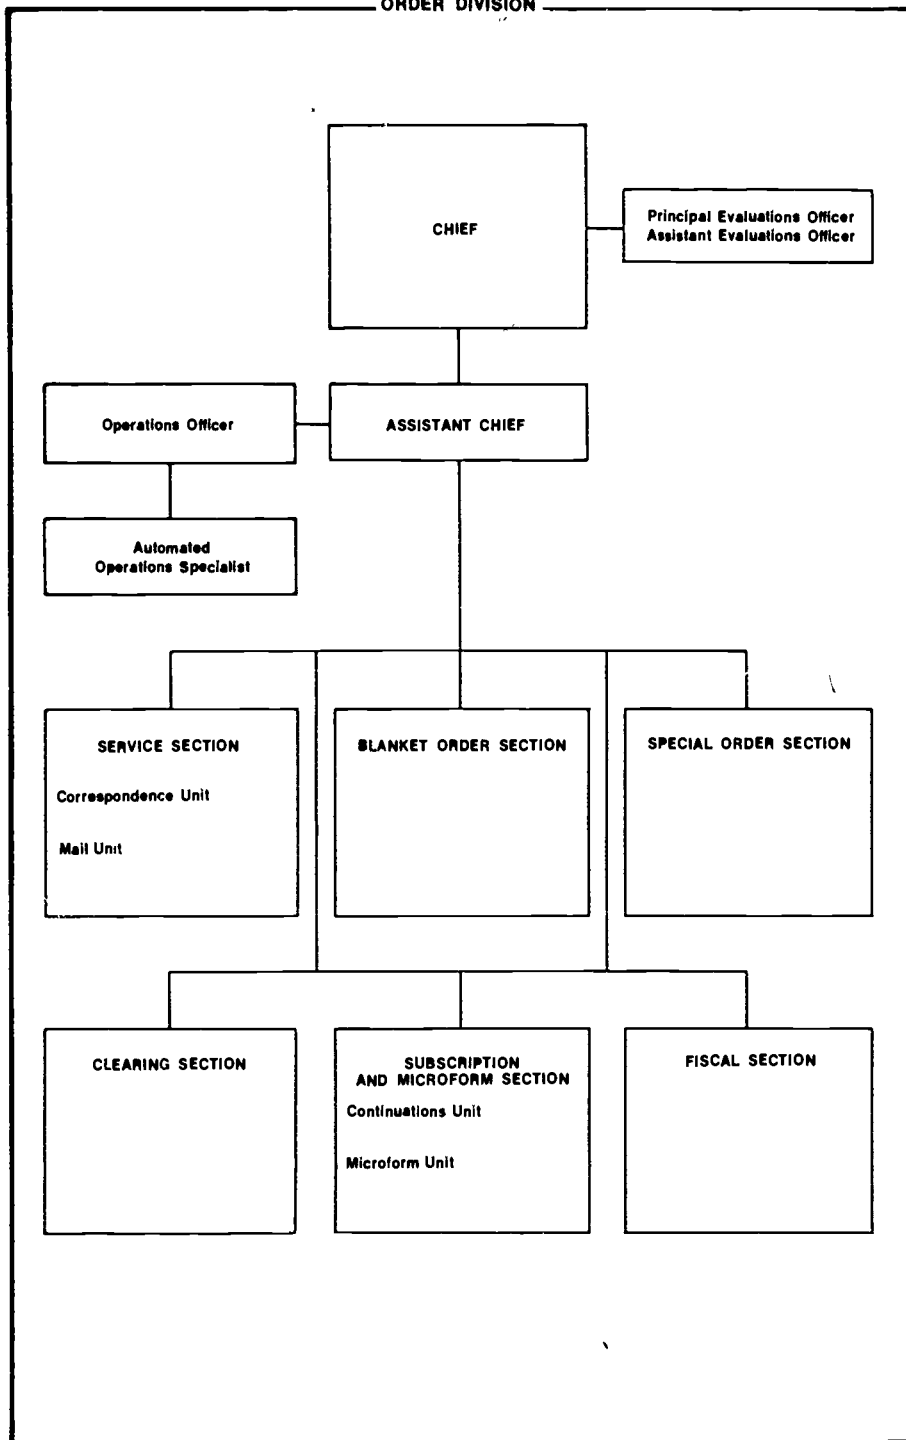 ORDER DIVISION
CHIEF
Principal Evaluations Officer
Assistant Evaluations Officer
Operations Officer
ASSISTANT CHIEF
Automated
Operations Specialist
SERVICE SECTION
Correspondence Unit
Mail Unit
BLANKET ORDER SECTION
SPECIAL ORDER SECTION
CLEARING SECTION
SUBSCRIPTION
AND MICROFORM SECTION
Continuations Unit
Microform Unit
FISCAL SECTION